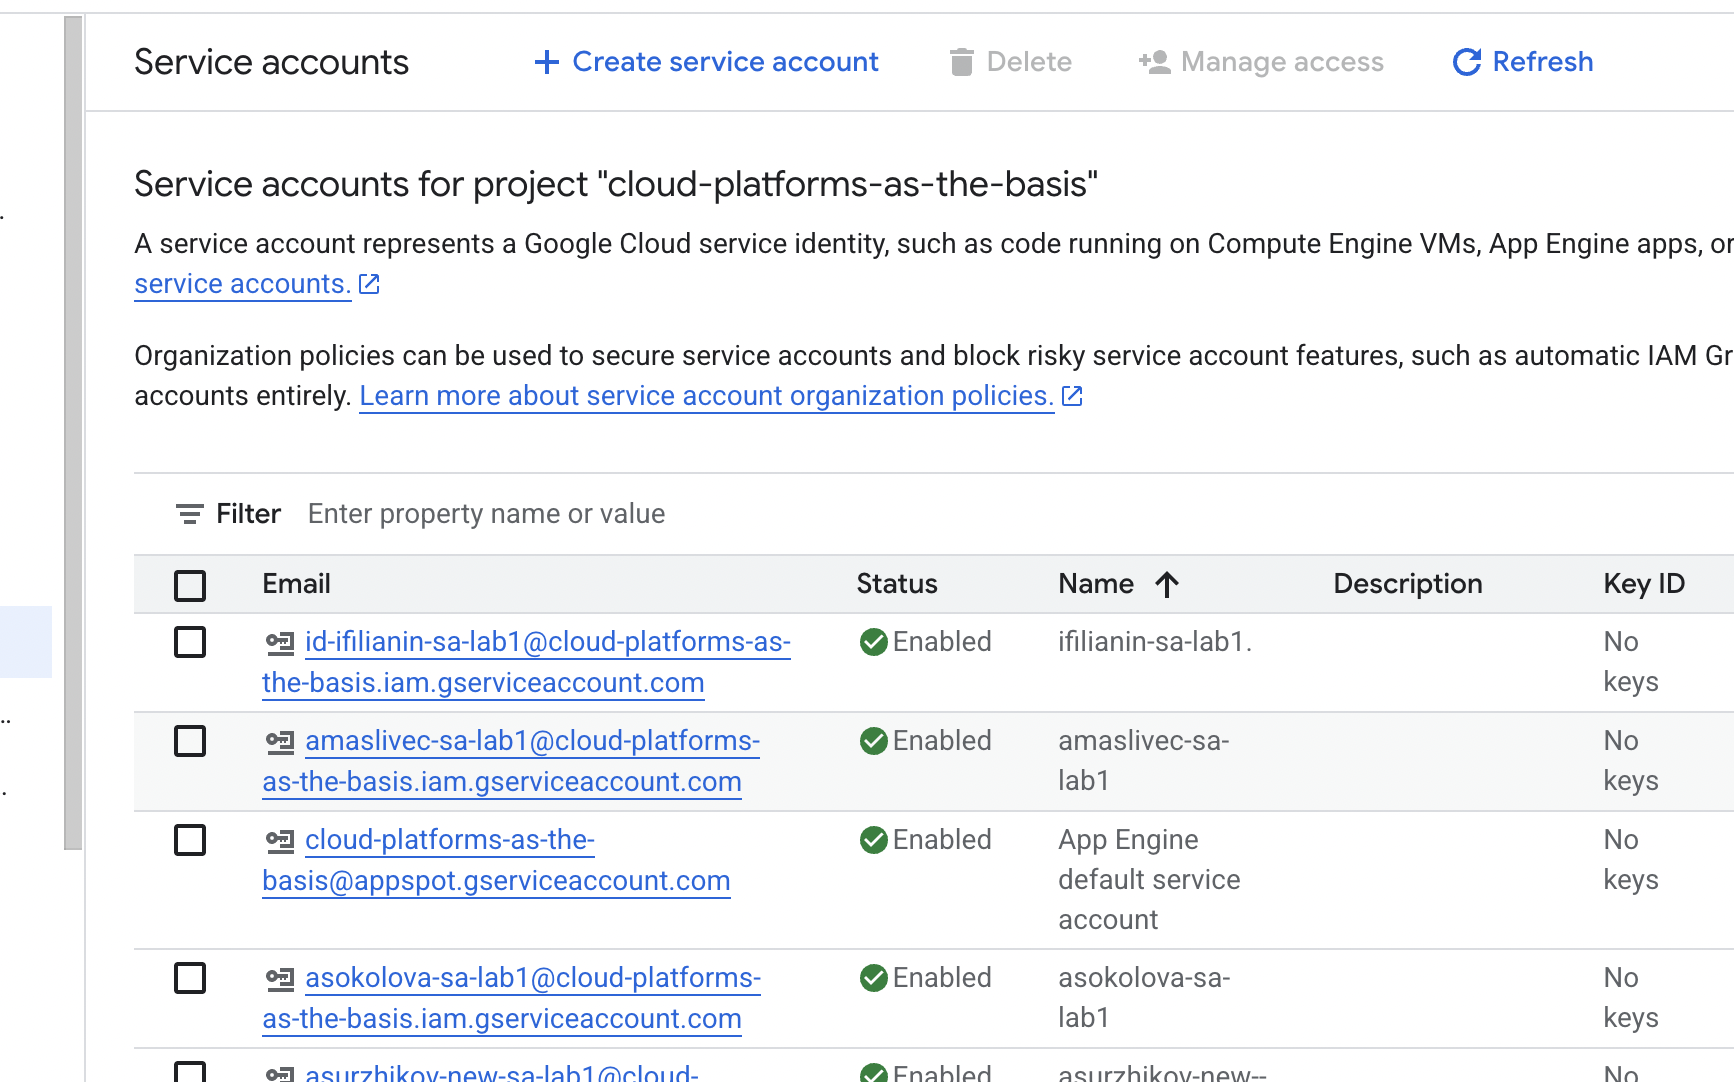 Service accounts
Create service account
Delete
Manage access
Refresh
Service accounts for project "cloud-platforms-as-the-basis"
A service account represents a Google Cloud service identity, such as code running on Compute Engine VMs, App Engine apps, or
service accounts.
Organization policies can be used to secure service accounts and block risky service account features, such as automatic IAM Gr
accounts entirely. Learn more about service account organization policies.
Filter Enter property name or value
Email Status Name Description Key ID
id-ifilianin-sa-lab1@cloud-platforms-as- Enabled ifilianin-sa-lab1. No
the-basis.iam.gserviceaccount.com keys
amaslivec-sa-lab1@cloud-platforms- Enabled amaslivec-sa- No
as-the-basis.iam.gserviceaccount.com lab1 keys
cloud-platforms-as-the- Enabled App Engine No
basis@appspot.gserviceaccount.com default service keys
account
asokolova-sa-lab1@cloud-platforms- Enabled asokolova-sa- No
as-the-basis.iam.gserviceaccount.com lab1 keys
asurzhikov-new-sa-lab1@cloud- Enabled asurzhikov-new-- No